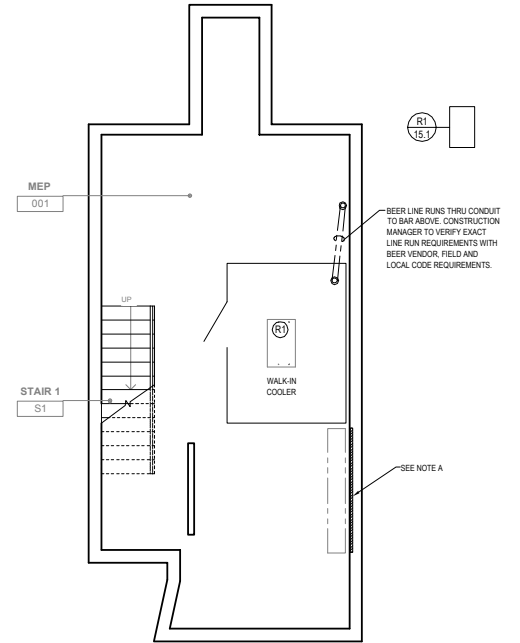 R1
15.1
MEP
001
BEER LINE RUNS THRU CONDUIT
TO BAR ABOVE. CONSTRUCTION
MANAGER TO VERIFY EXACT
LINE RUN REQUIREMENTS WITH
BEER VENDOR, FIELD AND
LOCAL CODE REQUIREMENTS.
UP
R1
WALK-IN
COOLER
STAIR 1
S1
SEE NOTE A